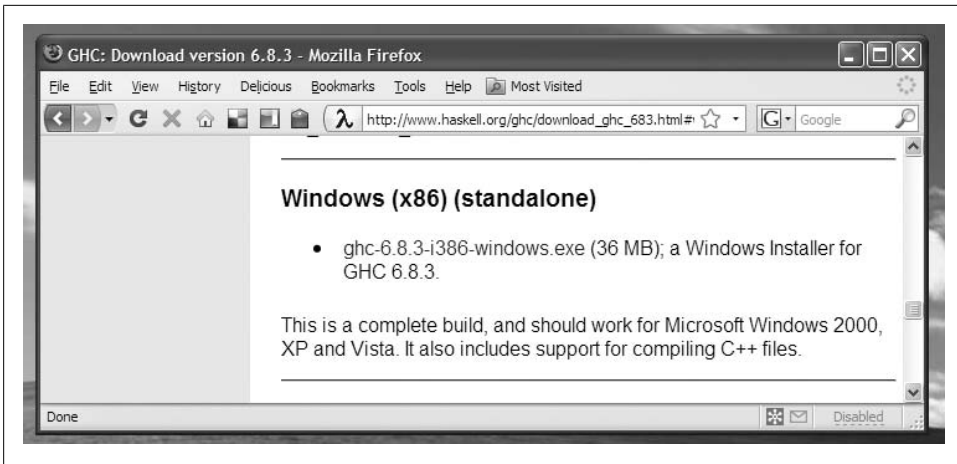 GHC: Download version 6.8.3 - Mozilla Firefox
File Edit View History Delicious Bookmarks Tools Help Most Visited
λ http://www.haskell.org/ghc/download_ghc_683.html# G Google
Windows (x86) (standalone)
• ghc-6.8.3-i386-windows.exe (36 MB); a Windows Installer for
GHC 6.8.3.
This is a complete build, and should work for Microsoft Windows 2000,
XP and Vista. It also includes support for compiling C++ files.
Done Disabled